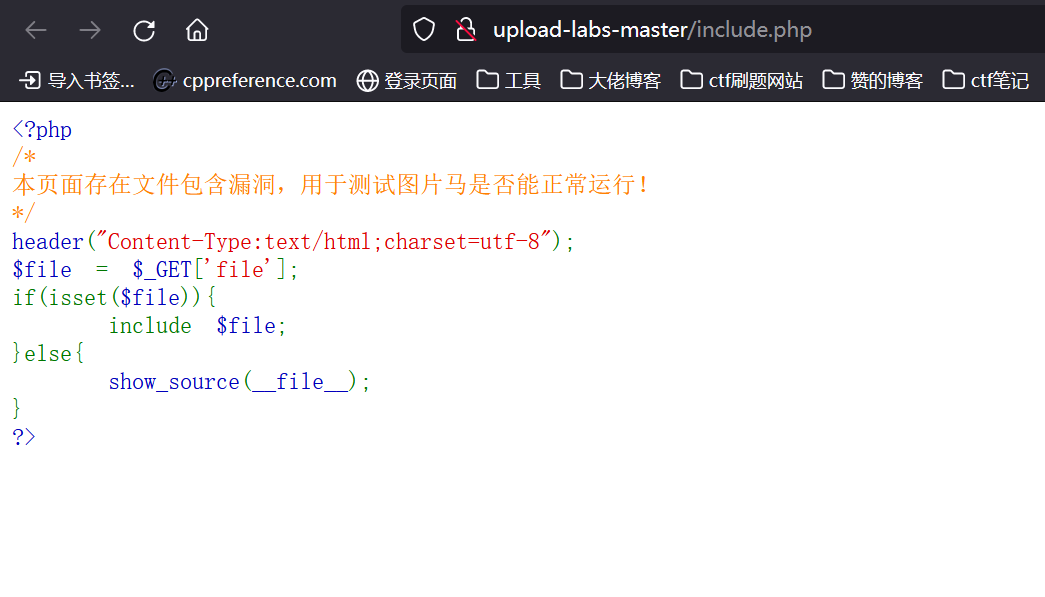 upload-labs-master/include.php
导入书签... cppreference.com 登录页面 工具 大佬博客 ctf刷题网站 赞的博客 ctf笔记
<?php
/*
本页面存在文件包含漏洞，用于测试图片马是否能正常运行！
*/
header("Content-Type:text/html;charset=utf-8");
$file = $_GET['file'];
if(isset($file)){
include $file;
}else{
show_source(__file__);
}
?>